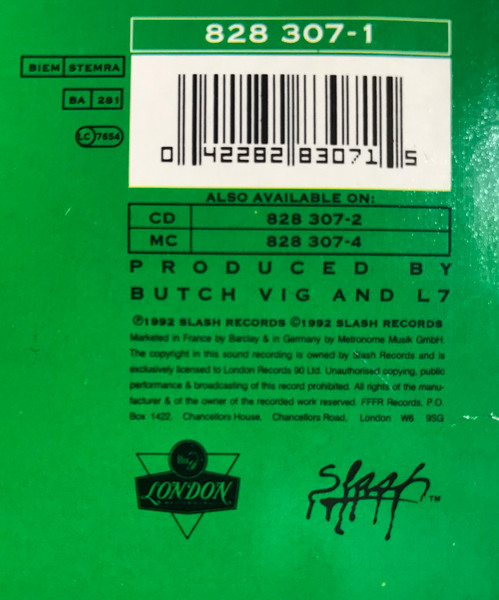 828 307-1
BIEM STEMRA
BA 281
LC 7654
0 42282 83071 5
ALSO AVAILABLE ON:
CD 828 307-2
MC 828 307-4
PRODUCED BY
BUTCH VIG AND L7
℗1992 SLASH RECORDS ©1992 SLASH RECORDS
Marketed in France by Barclay & in Germany by Metronome Musik GmbH.
The copyright in this sound recording is owned by Slash Records and is
exclusively licensed to London Records 90 Ltd. Unauthorised copying, public
performance & broadcasting of this record prohibited. All rights of the manu-
facturer & of the owner of the recorded work reserved. FFFR Records, P.O.
Box 1422, Chancellors House, Chancellors Road, London W6 9SG
LONDON
Slash ™